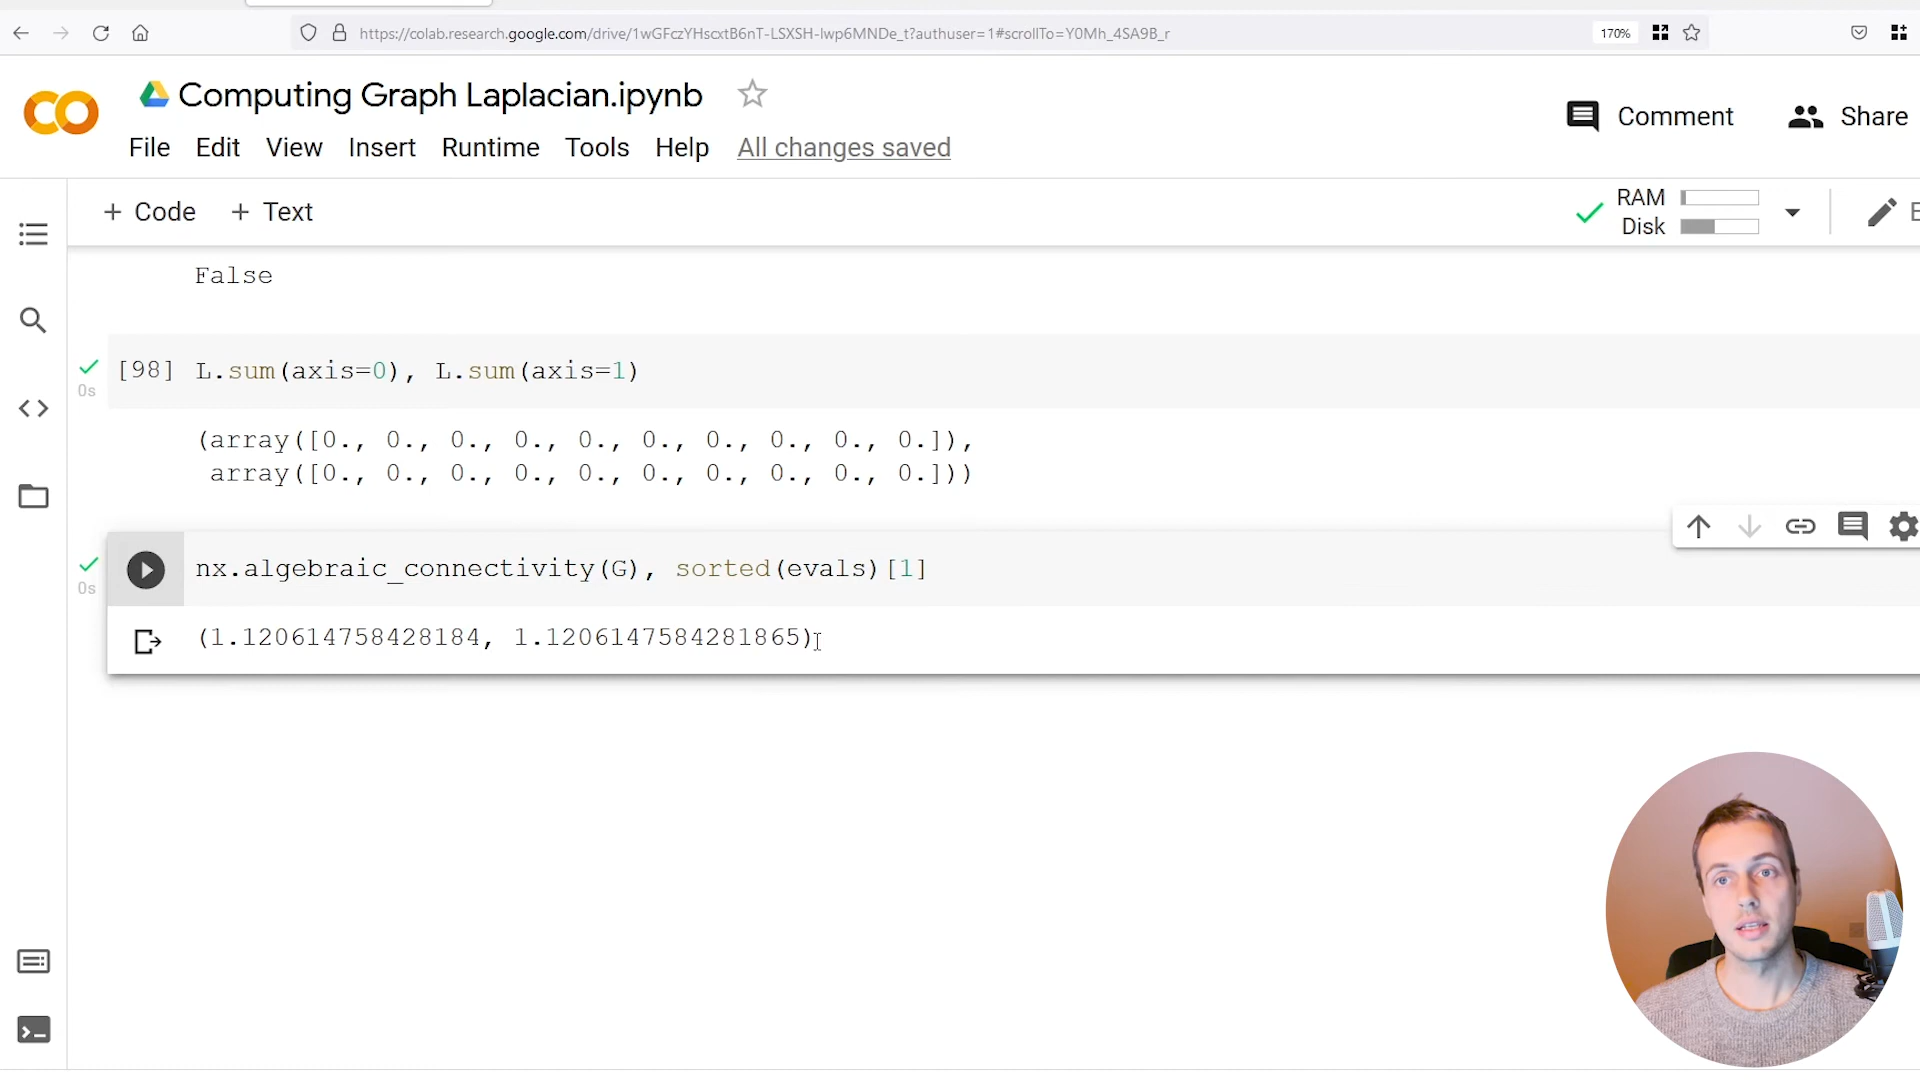 https://colab.research.google.com/drive/1wGFczYHscxtB6nT-LSXSH-lwp6MNDe_t?authuser=1#scrollTo=Y0Mh_4SA9B_r
170%
Computing Graph Laplacian.ipynb
Comment
Share
File Edit View Insert Runtime Tools Help All changes saved
+ Code + Text
RAM
Disk
E
False
[98] L.sum(axis=0), L.sum(axis=1)
0s
(array([0., 0., 0., 0., 0., 0., 0., 0., 0., 0.]),
array([0., 0., 0., 0., 0., 0., 0., 0., 0., 0.]))
nx.algebraic_connectivity(G), sorted(evals)[1]
0s
(1.120614758428184, 1.1206147584281865)